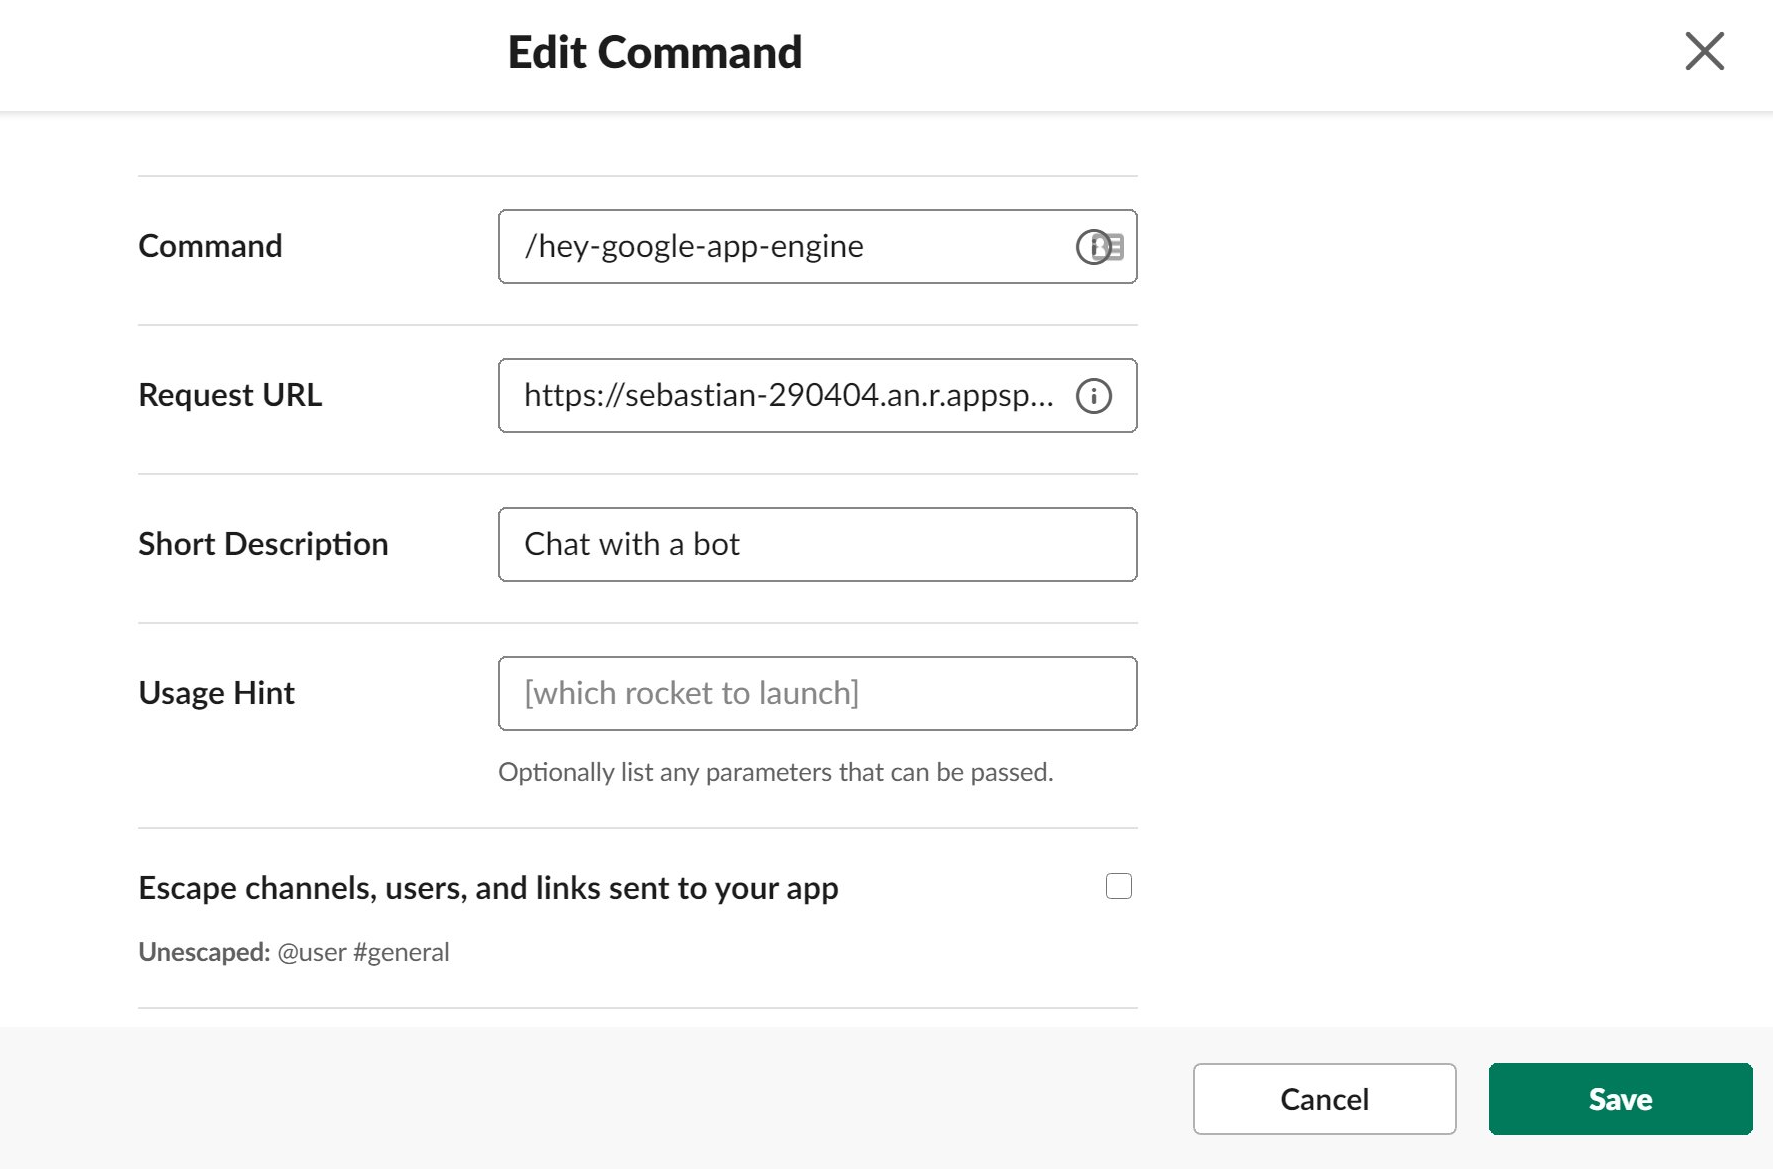 Edit Command
Command
/hey-google-app-engine
Request URL
https://sebastian-290404.an.r.appsp...
Short Description
Chat with a bot
Usage Hint
[which rocket to launch]
Optionally list any parameters that can be passed.
Escape channels, users, and links sent to your app
Unescaped: @user #general
Cancel
Save